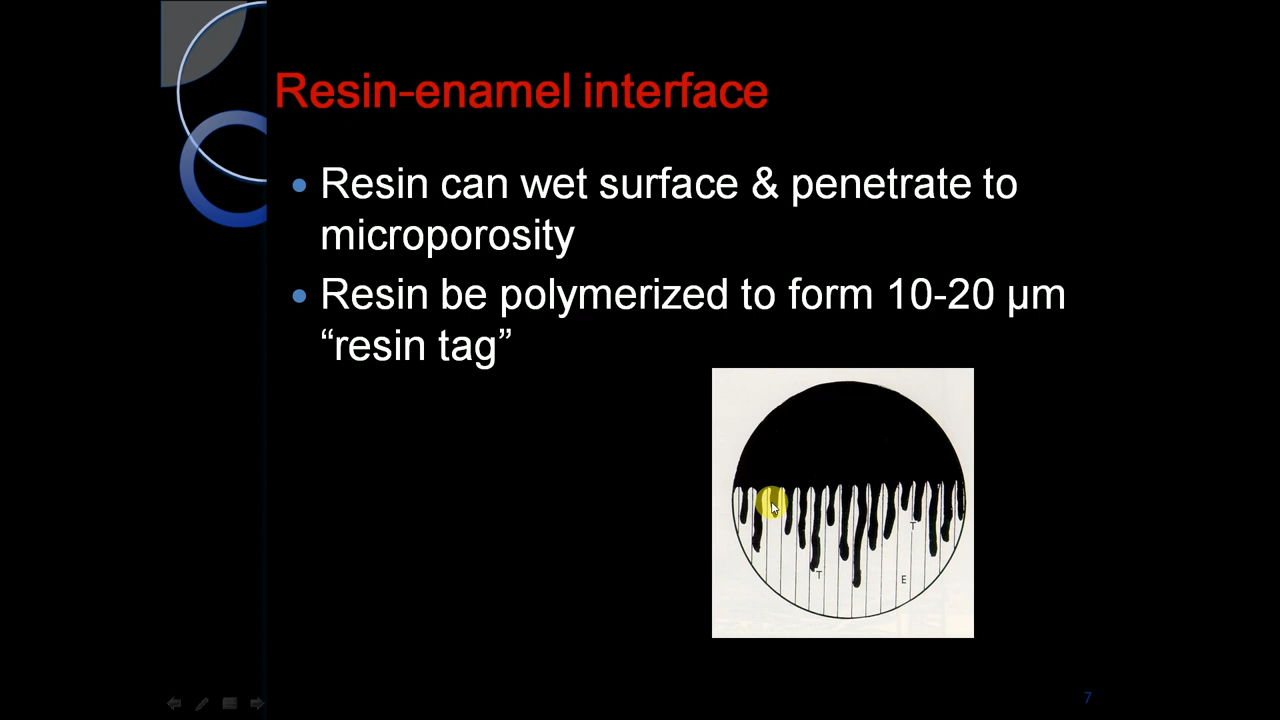 Resin-enamel interface
• Resin can wet surface & penetrate to
microporosity
• Resin be polymerized to form 10-20 µm
“resin tag”
T
T
E
7